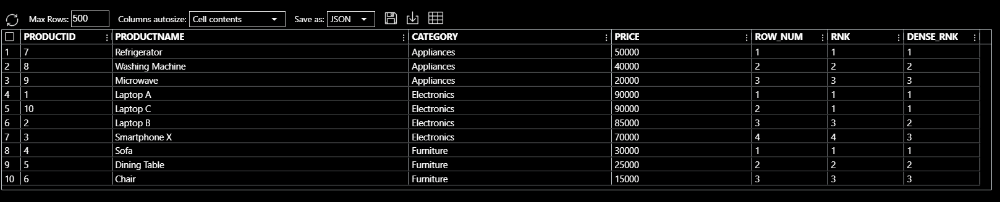 Max Rows: 500 Columns autosize: Cell contents Save as: JSON
PRODUCTID PRODUCTNAME CATEGORY PRICE ROW_NUM RNK DENSE_RNK
1 7 Refrigerator Appliances 50000 1 1 1
2 8 Washing Machine Appliances 40000 2 2 2
3 9 Microwave Appliances 20000 3 3 3
4 1 Laptop A Electronics 90000 1 1 1
5 10 Laptop C Electronics 90000 2 1 1
6 2 Laptop B Electronics 85000 3 3 2
7 3 Smartphone X Electronics 70000 4 4 3
8 4 Sofa Furniture 30000 1 1 1
9 5 Dining Table Furniture 25000 2 2 2
10 6 Chair Furniture 15000 3 3 3